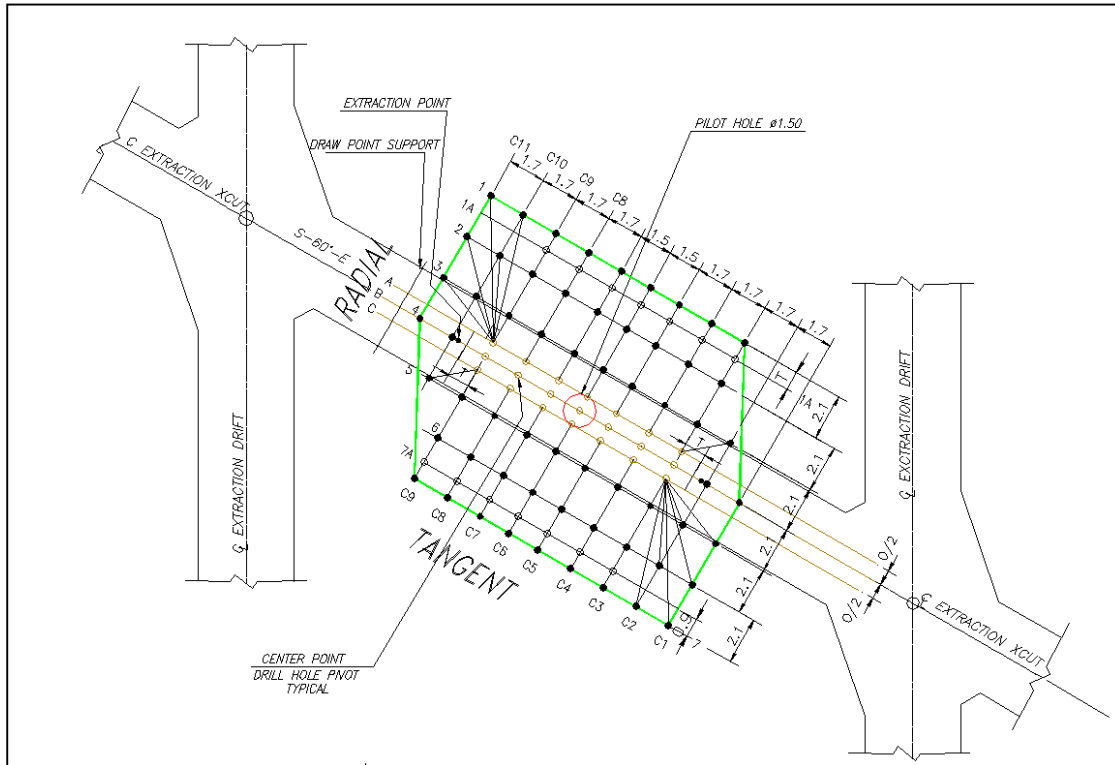 EXTRACTION POINT
DRAW POINT SUPPORT
PILOT HOLE ø1.50
C EXTRACTION XCUT
S-60°-E
RADIAL
C11
C10
C9
C8
1.7
1.7
1.7
1.7
1.5
1.5
1.7
1.7
1.7
1.7
1
1A
2
3
A
B
C
4
5
6
7A
T
T
T
1A
2.1
2.1
2.1
2.1
2.1
2.1
0.9
7
O/2
O/2
C9
C8
C7
C6
C5
C4
C3
C2
C1
TANGENT
CENTER POINT
DRILL HOLE PIVOT
TYPICAL
℄ EXTRACTION DRIFT
℄ EXCTRACTION DRIFT
℄ EXTRACTION XCUT